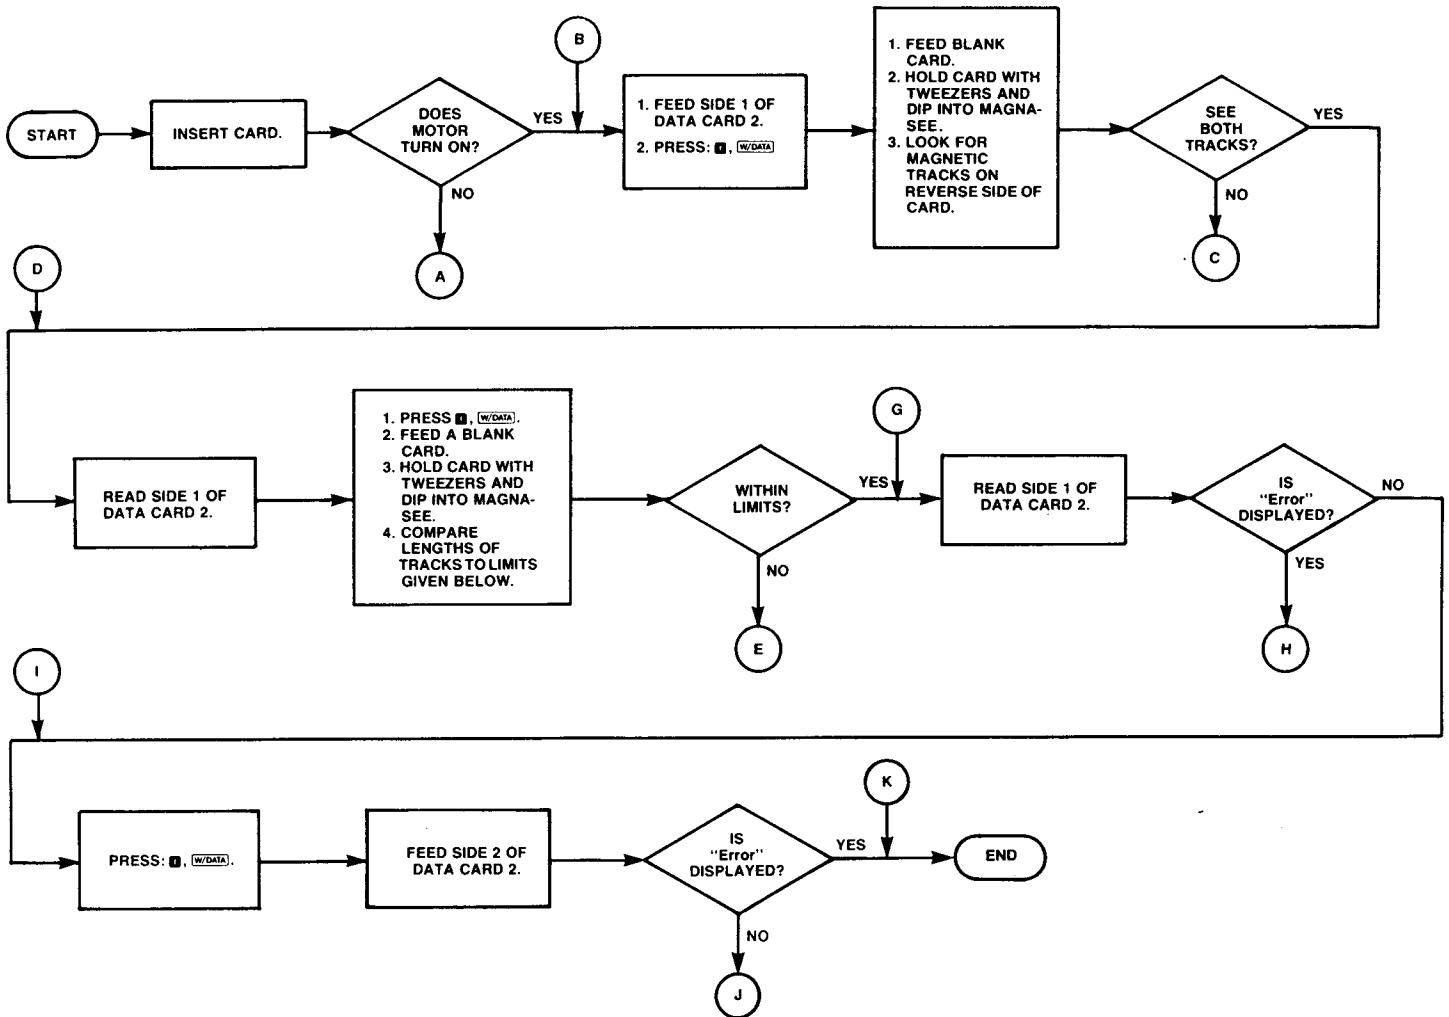 START
INSERT CARD.
DOES
MOTOR
TURN ON?
YES
NO
A
B
1. FEED SIDE 1 OF
DATA CARD 2.
2. PRESS: f, W/DATA
1. FEED BLANK
CARD.
2. HOLD CARD WITH
TWEEZERS AND
DIP INTO MAGNA-
SEE.
3. LOOK FOR
MAGNETIC
TRACKS ON
REVERSE SIDE OF
CARD.
SEE
BOTH
TRACKS?
YES
NO
C
D
READ SIDE 1 OF
DATA CARD 2.
1. PRESS f, W/DATA.
2. FEED A BLANK
CARD.
3. HOLD CARD WITH
TWEEZERS AND
DIP INTO MAGNA-
SEE.
4. COMPARE
LENGTHS OF
TRACKS TO LIMITS
GIVEN BELOW.
WITHIN
LIMITS?
YES
NO
E
G
READ SIDE 1 OF
DATA CARD 2.
IS
"Error"
DISPLAYED?
NO
YES
H
I
PRESS: f, W/DATA.
FEED SIDE 2 OF
DATA CARD 2.
IS
"Error"
DISPLAYED?
YES
NO
J
K
END